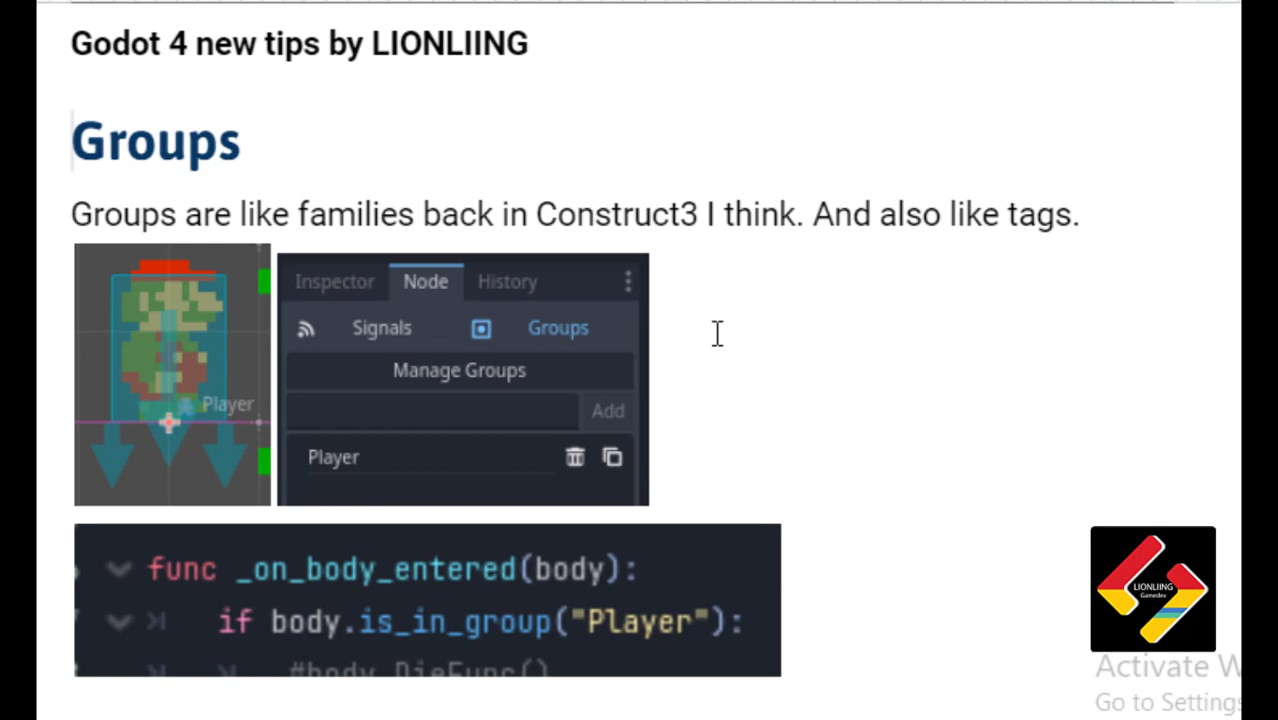 Godot 4 new tips by LIONLIING
Groups
Groups are like families back in Construct3 I think. And also like tags.
Player
Inspector Node History
Signals Groups
Manage Groups
Add
Player
func _on_body_entered(body):
if body.is_in_group("Player"):
#body.DieFunc()
LIONLIING
Gamedev
Activate W
Go to Settings